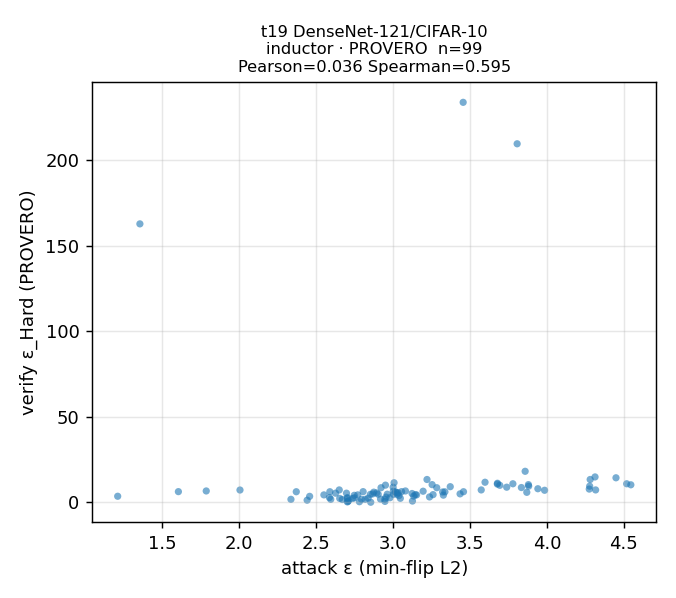 t19 DenseNet-121/CIFAR-10
inductor · PROVERO  n=99
Pearson=0.036 Spearman=0.595
verify ε_Hard (PROVERO)
200
150
100
50
0
1.5
2.0
2.5
3.0
3.5
4.0
4.5
attack ε (min-flip L2)